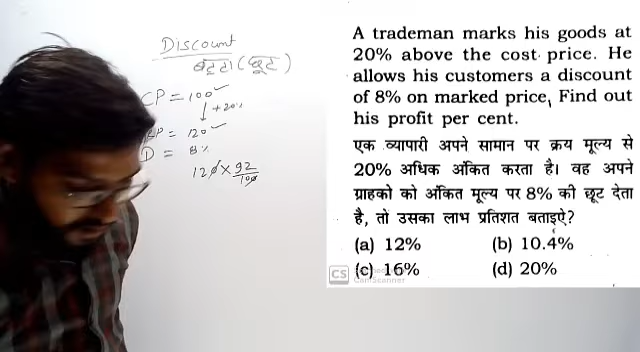 Discount
बट्टा (छूट)
CP = 100
+20%
MP = 120
D = 8%
120 × 92
100
A trademan marks his goods at
20% above the cost price. He
allows his customers a discount
of 8% on marked price, Find out
his profit per cent.
एक व्यापारी अपने सामान पर क्रय मूल्य से
20% अधिक अंकित करता है। वह अपने
ग्राहको को अंकित मूल्य पर 8% की छूट देता
है, तो उसका लाभ प्रतिशत बताइऐ?
(a) 12% (b) 10.4%
(c) 16% (d) 20%
CS CamScanner